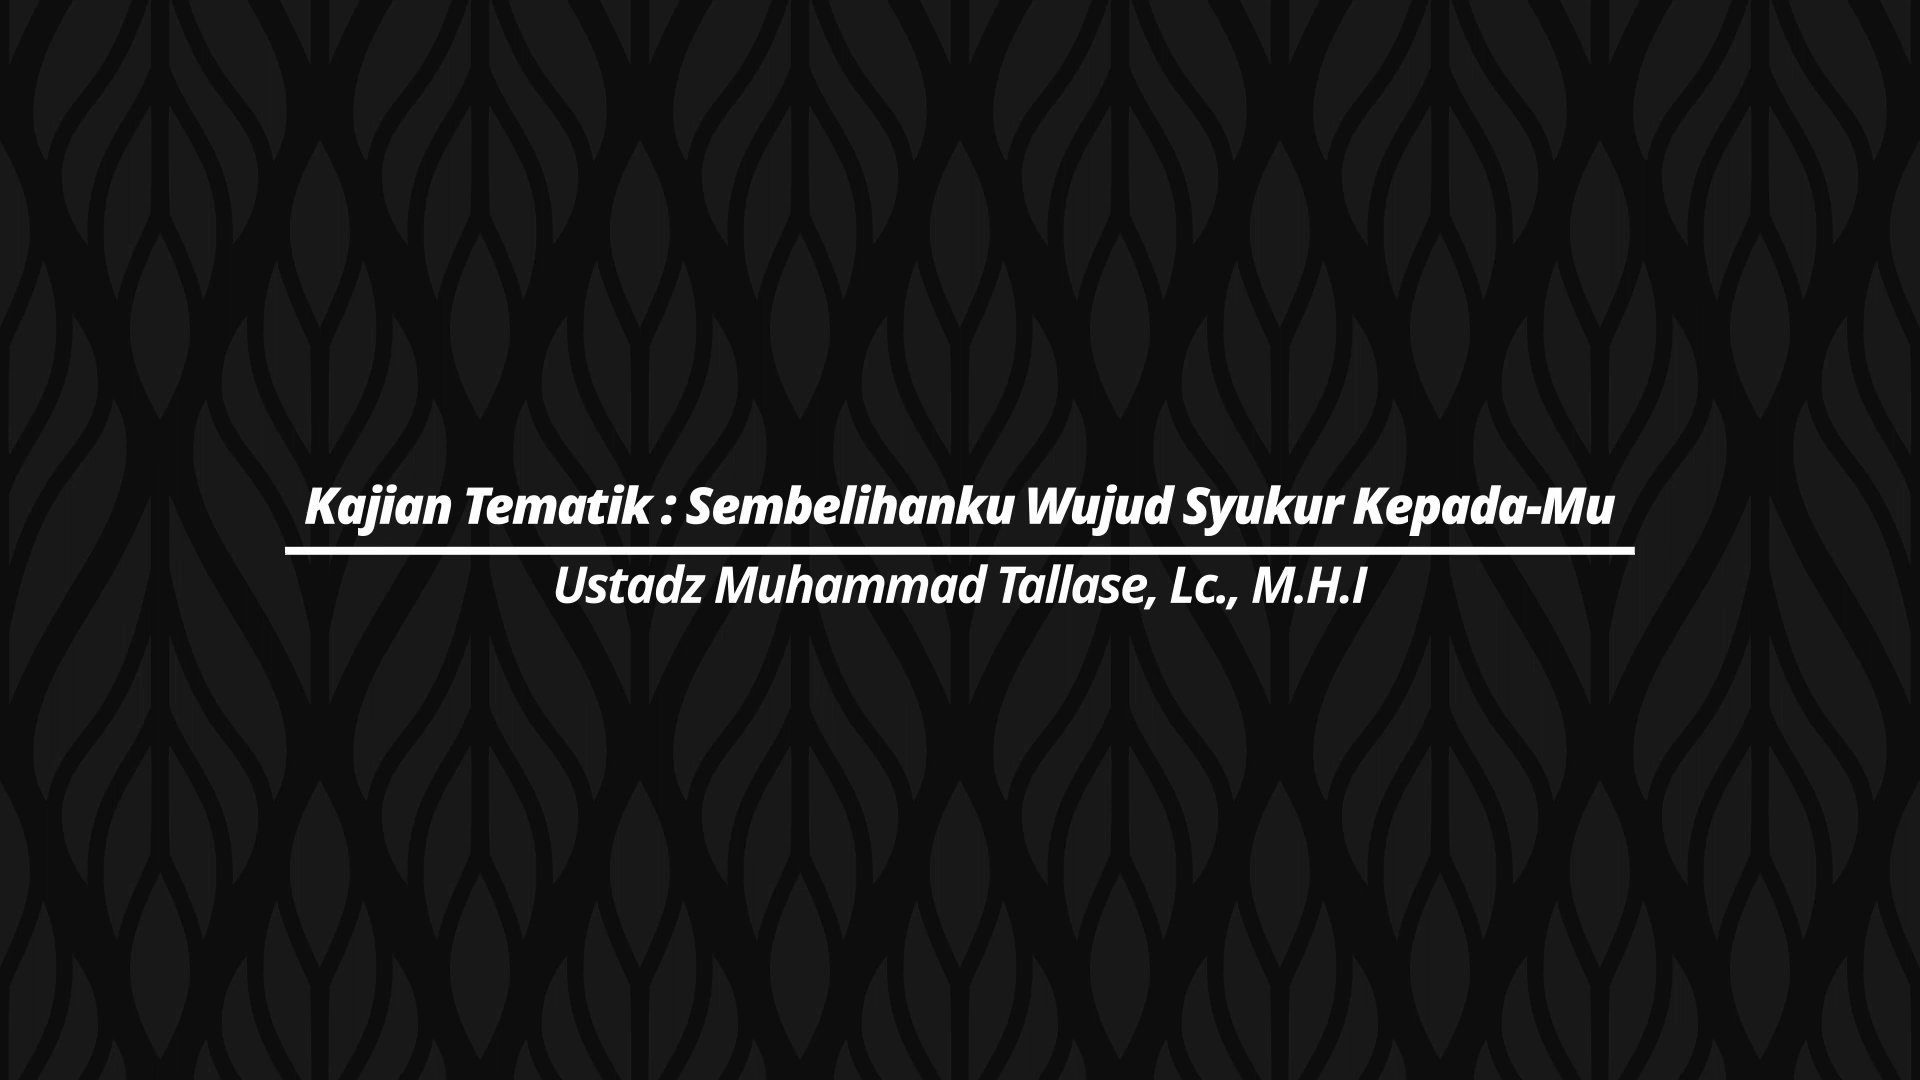 Kajian Tematik : Sembelihanku Wujud Syukur Kepada-Mu
Ustadz Muhammad Tallase, Lc., M.H.I